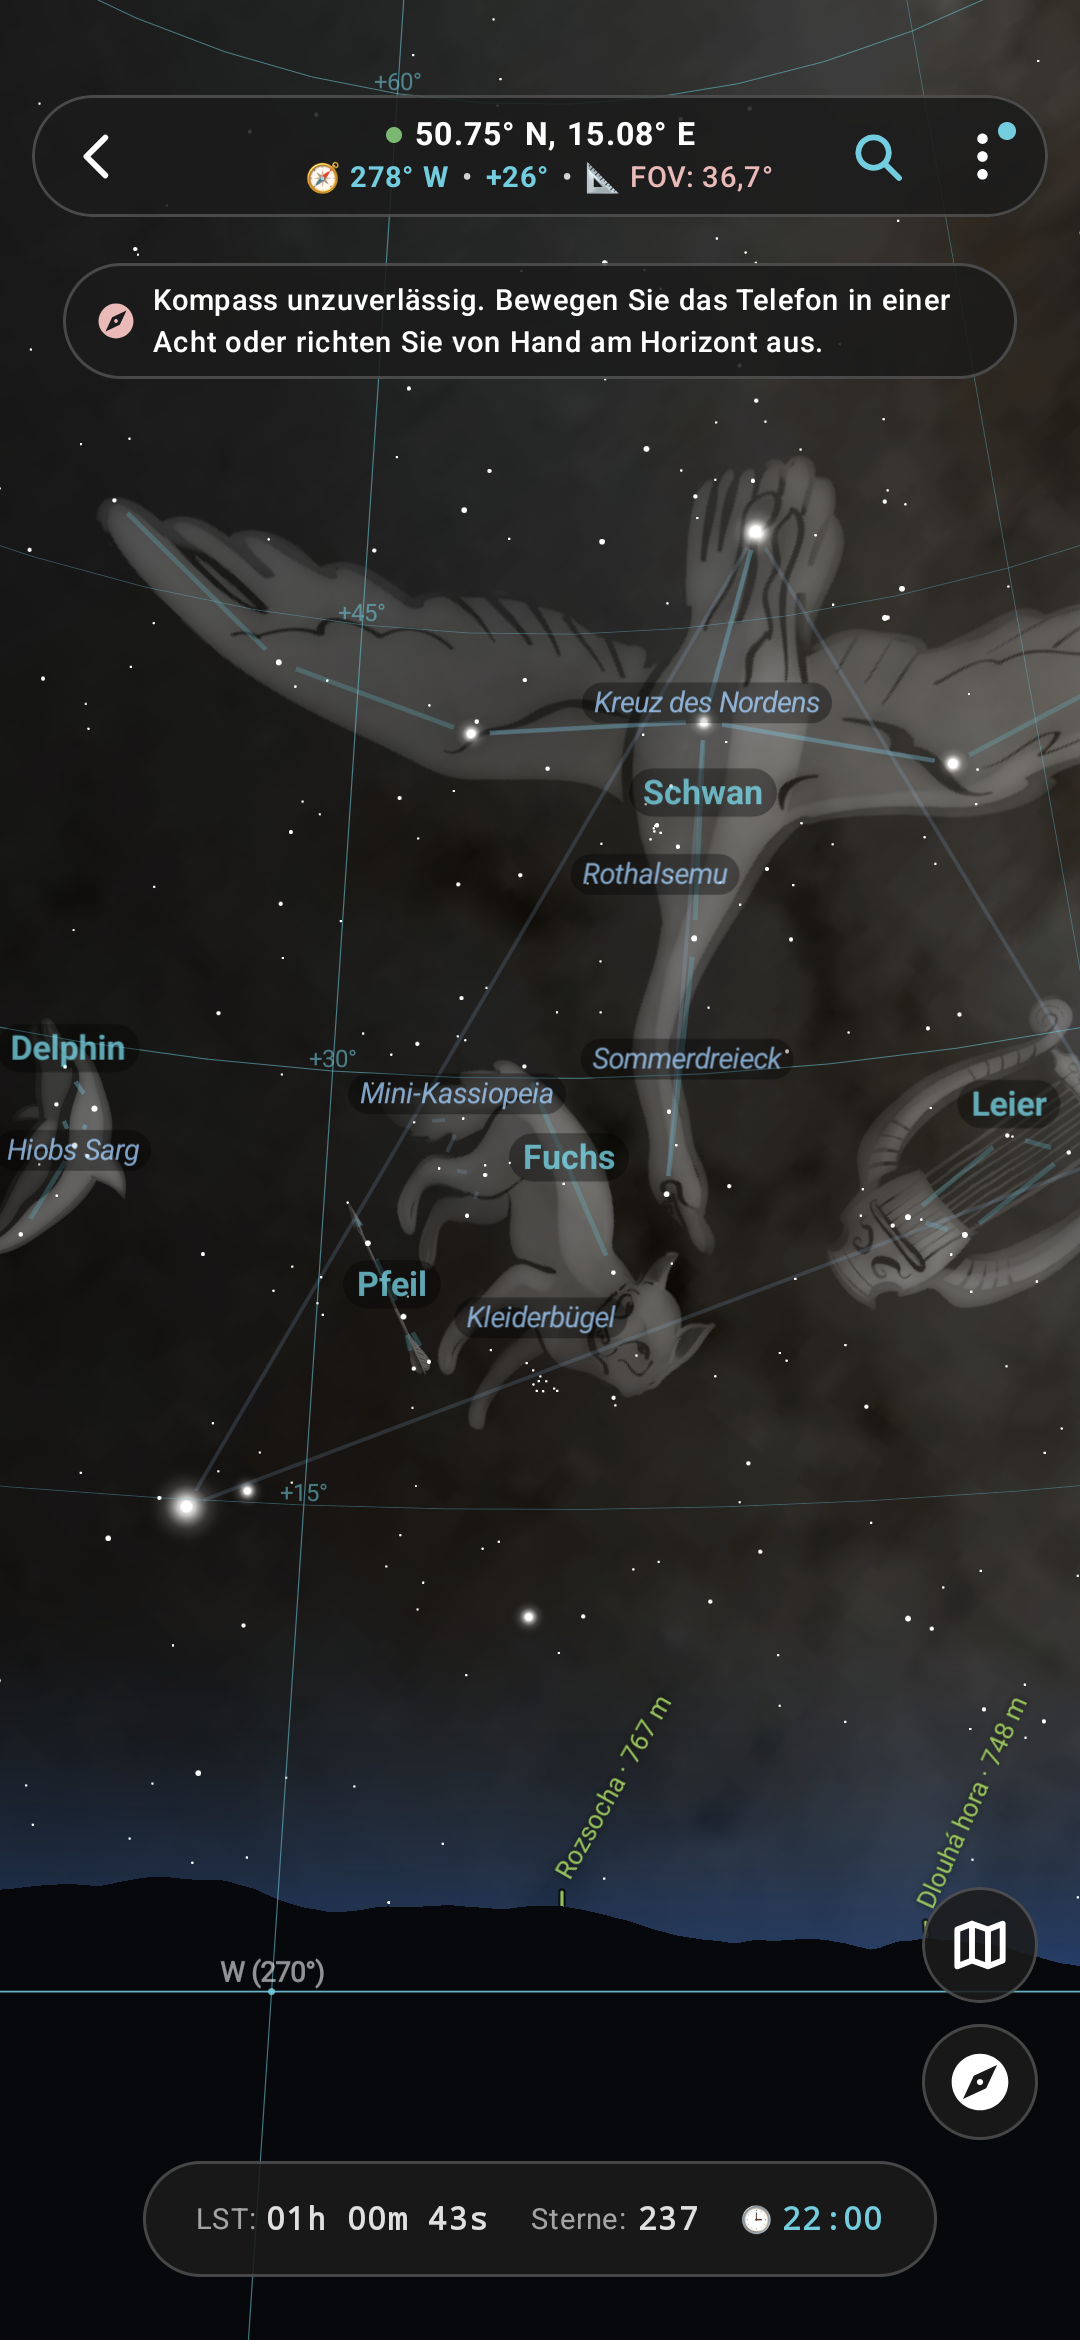 +60°
50.75° N, 15.08° E
278° W • +26° • FOV: 36,7°
Kompass unzuverlässig. Bewegen Sie das Telefon in einer
Acht oder richten Sie von Hand am Horizont aus.
+45°
Kreuz des Nordens
Schwan
Rothalsemu
Delphin
+30°
Sommerdreieck
Mini-Kassiopeia
Leier
Hiobs Sarg
Fuchs
Pfeil
Kleiderbügel
+15°
Rozsocha · 767 m
Dlouhá hora · 748 m
W (270°)
LST: 01h 00m 43s Sterne: 237 22:00